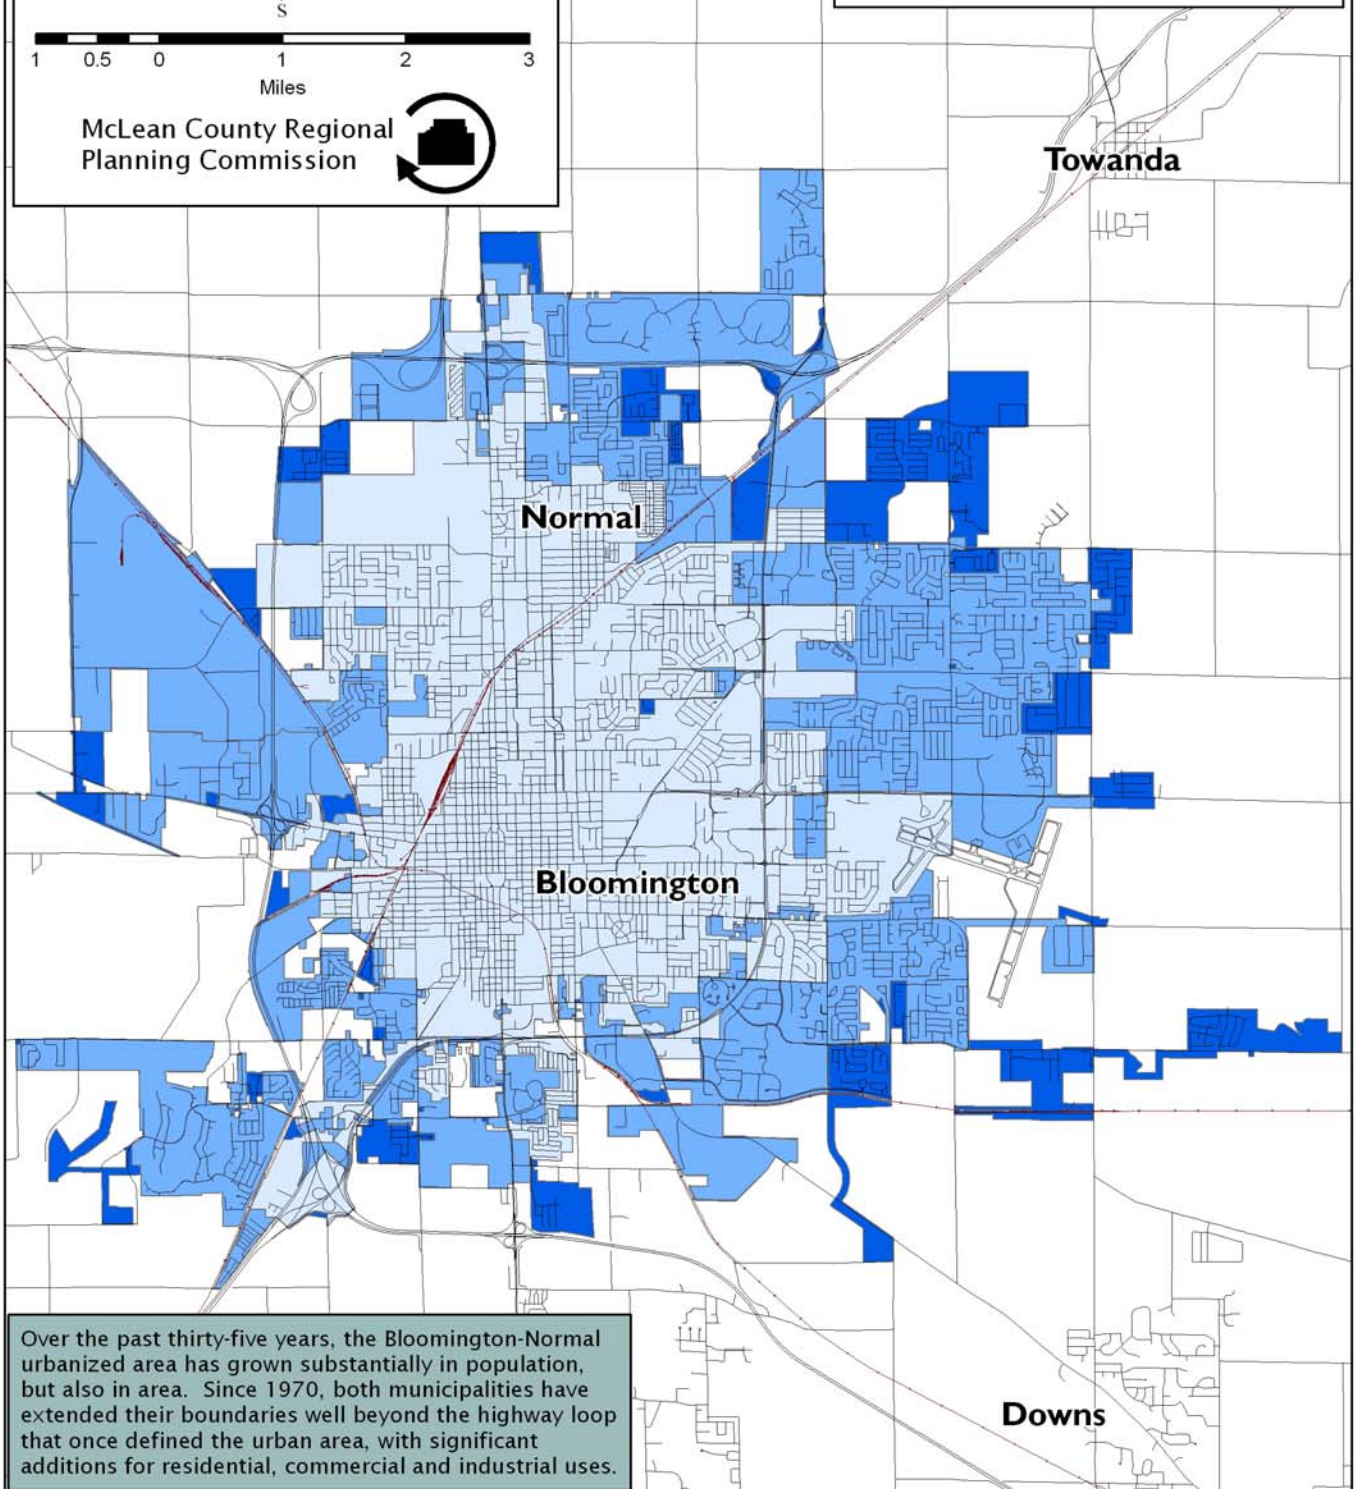 S
1 0.5 0 1 2 3
Miles
McLean County Regional
Planning Commission
Towanda
Normal
Bloomington
Downs
Over the past thirty-five years, the Bloomington-Normal
urbanized area has grown substantially in population,
but also in area. Since 1970, both municipalities have
extended their boundaries well beyond the highway loop
that once defined the urban area, with significant
additions for residential, commercial and industrial uses.